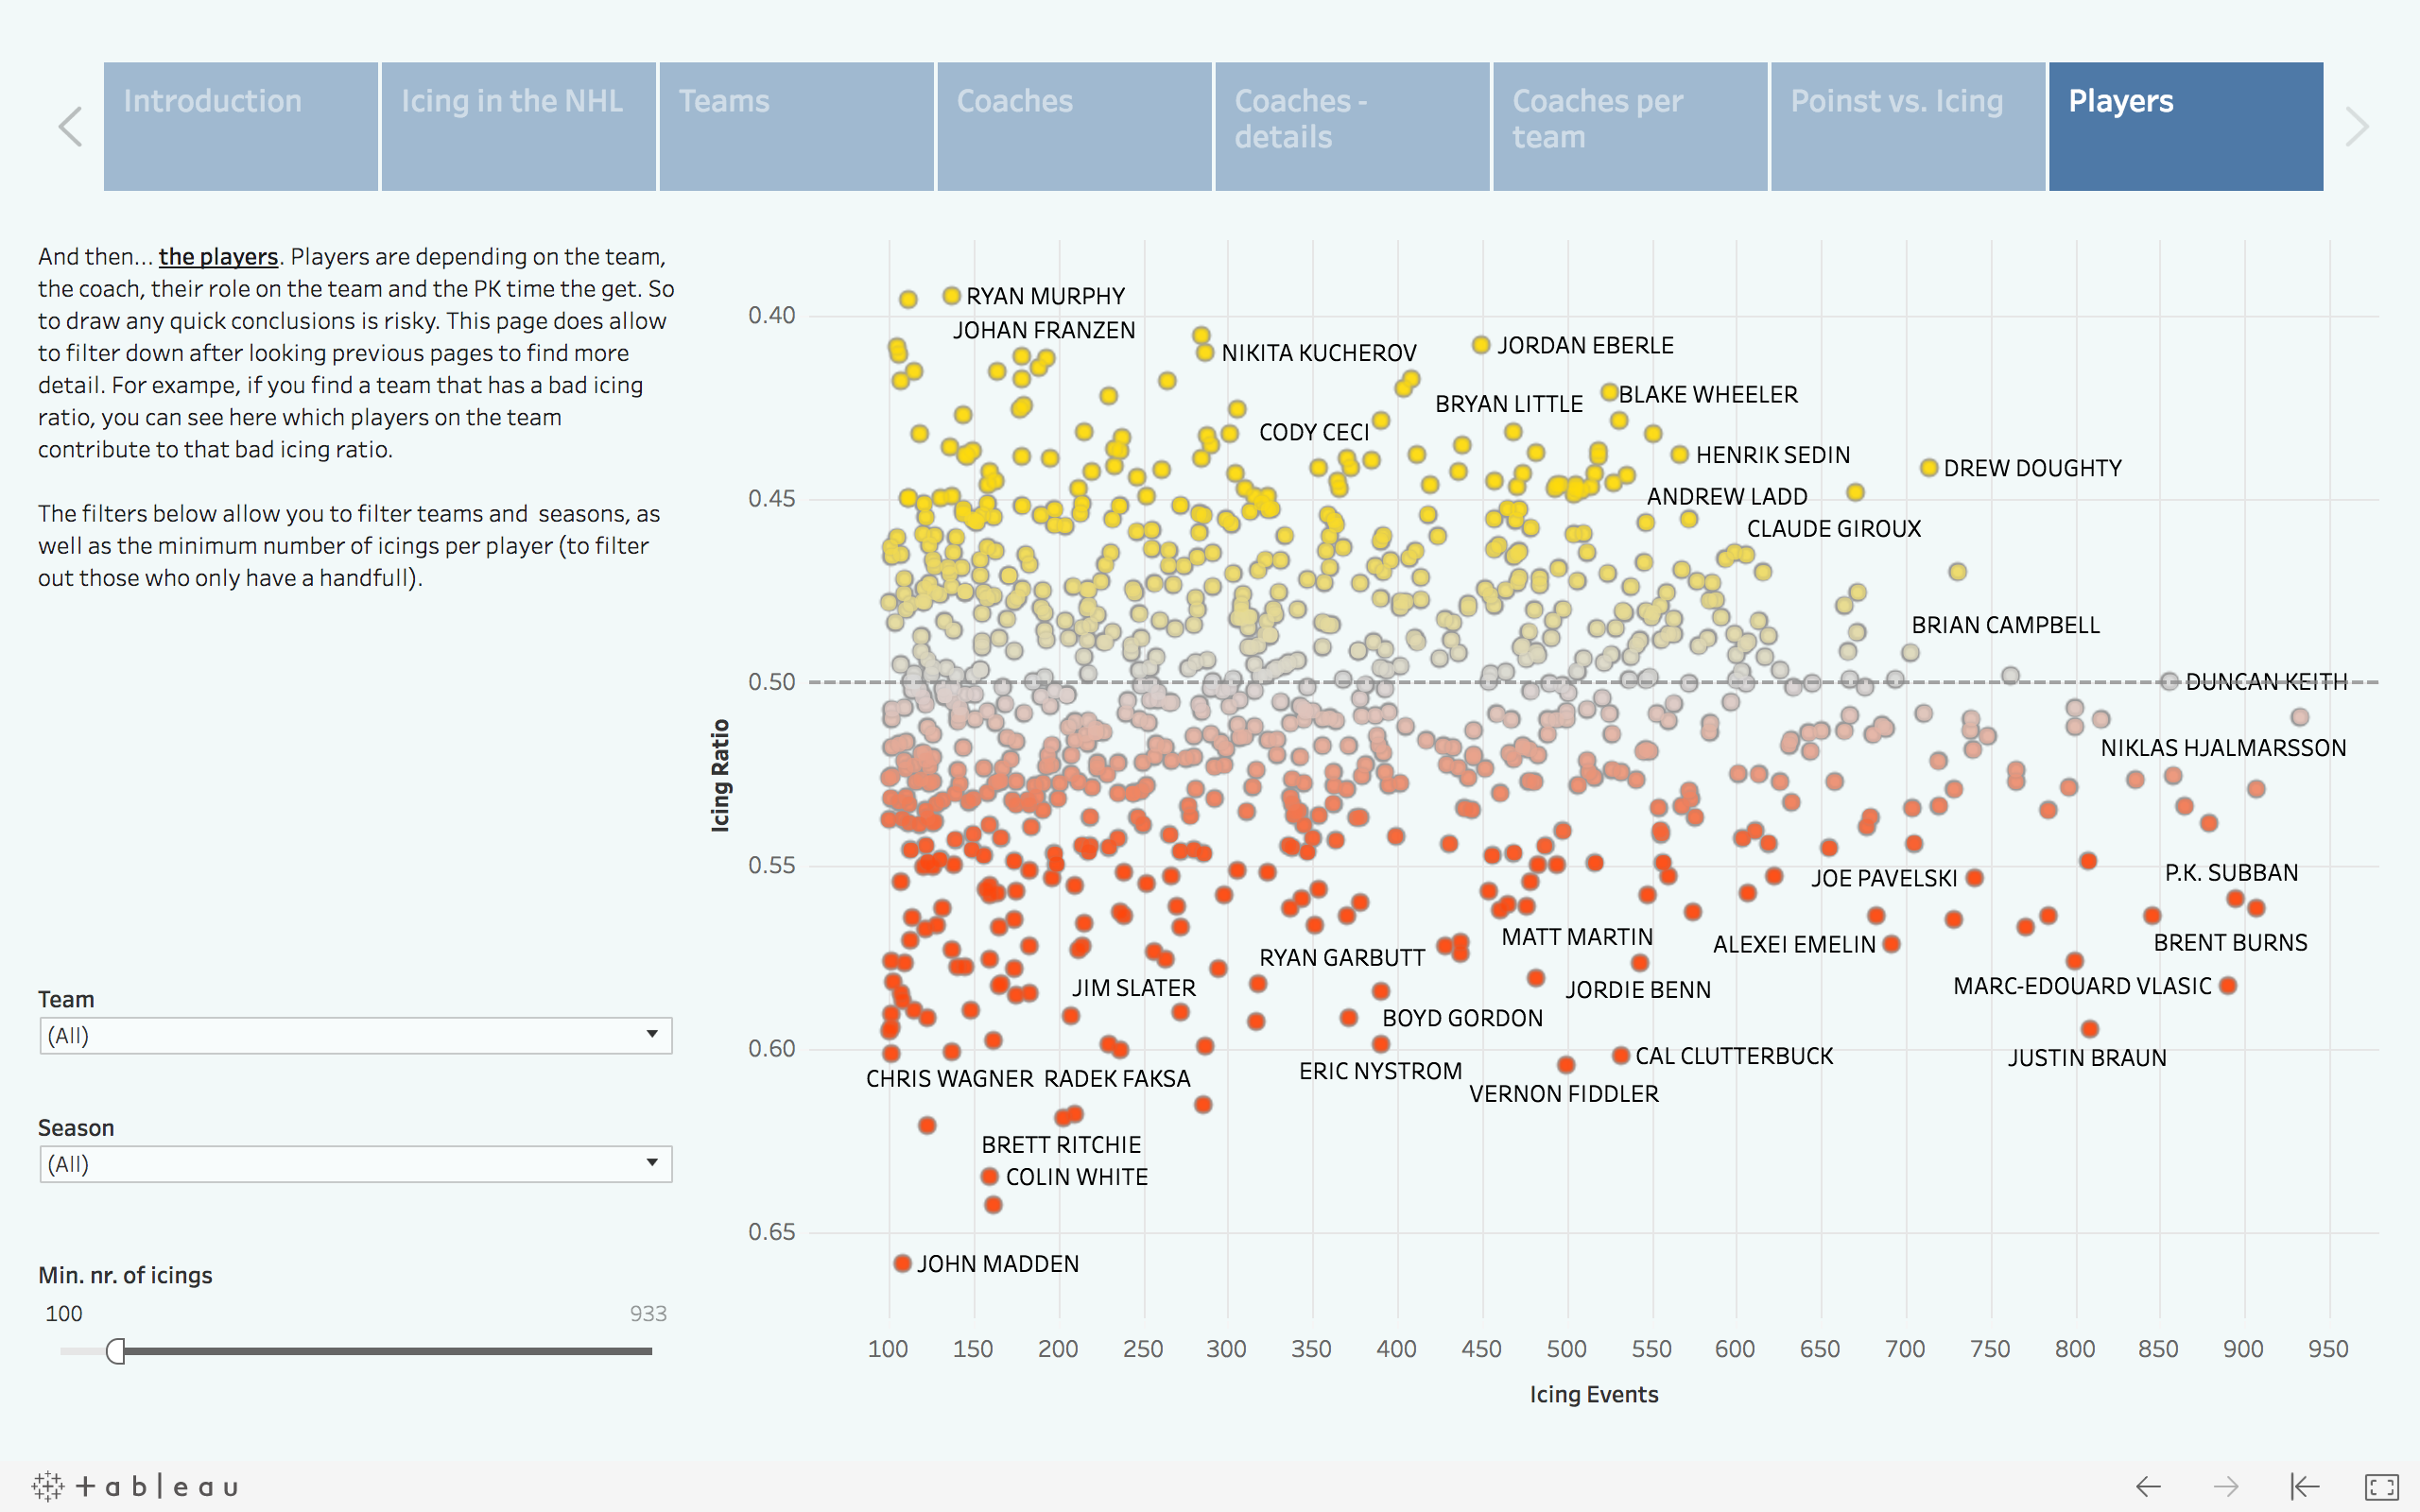 Introduction
Icing in the NHL
Teams
Coaches
Coaches -
details
Coaches per
team
Poinst vs. Icing
Players
And then... the players. Players are depending on the team,
the coach, their role on the team and the PK time the get. So
to draw any quick conclusions is risky. This page does allow
to filter down after looking previous pages to find more
detail. For exampe, if you find a team that has a bad icing
ratio, you can see here which players on the team
contribute to that bad icing ratio.
The filters below allow you to filter teams and  seasons, as
well as the minimum number of icings per player (to filter
out those who only have a handfull).
Team
(All)
Season
(All)
Min. nr. of icings
100
933
Icing Ratio
0.40
0.45
0.50
0.55
0.60
0.65
RYAN MURPHY
JOHAN FRANZEN
NIKITA KUCHEROV
JORDAN EBERLE
BLAKE WHEELER
BRYAN LITTLE
CODY CECI
HENRIK SEDIN
DREW DOUGHTY
ANDREW LADD
CLAUDE GIROUX
BRIAN CAMPBELL
DUNCAN KEITH
NIKLAS HJALMARSSON
P.K. SUBBAN
JOE PAVELSKI
MATT MARTIN
ALEXEI EMELIN
BRENT BURNS
RYAN GARBUTT
JIM SLATER
JORDIE BENN
MARC-EDOUARD VLASIC
BOYD GORDON
CAL CLUTTERBUCK
JUSTIN BRAUN
ERIC NYSTROM
CHRIS WAGNER
RADEK FAKSA
VERNON FIDDLER
BRETT RITCHIE
COLIN WHITE
JOHN MADDEN
100 150 200 250 300 350 400 450 500 550 600 650 700 750 800 850 900 950
Icing Events
+ a b l e a u